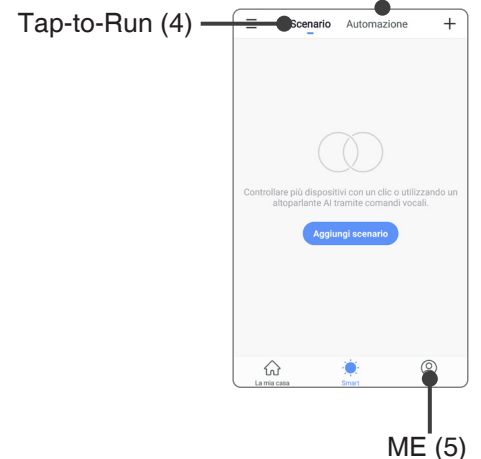 Tap-to-Run (4)
Scenario Automazione
Controllare più dispositivi con un clic o utilizzando un
altoparlante AI tramite comandi vocali.
Aggiungi scenario
La mia casa Smart
ME (5)